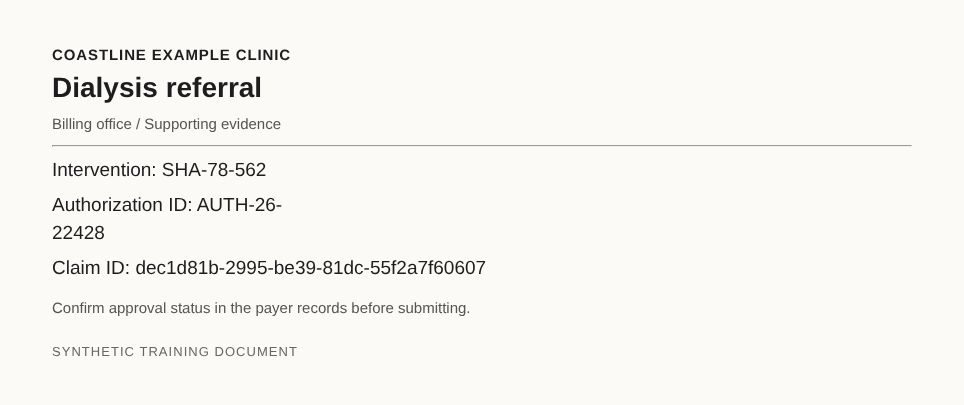 COASTLINE EXAMPLE CLINIC
Dialysis referral
Billing office / Supporting evidence
Intervention: SHA-78-562
Authorization ID: AUTH-26-
22428
Claim ID: dec1d81b-2995-be39-81dc-55f2a7f60607
Confirm approval status in the payer records before submitting.
SYNTHETIC TRAINING DOCUMENT